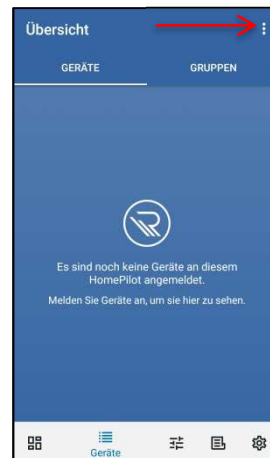 Übersicht
GERÄTE GRUPPEN
Es sind noch keine Geräte an diesem
HomePilot angemeldet.
Melden Sie Geräte an, um sie hier zu sehen.
Geräte